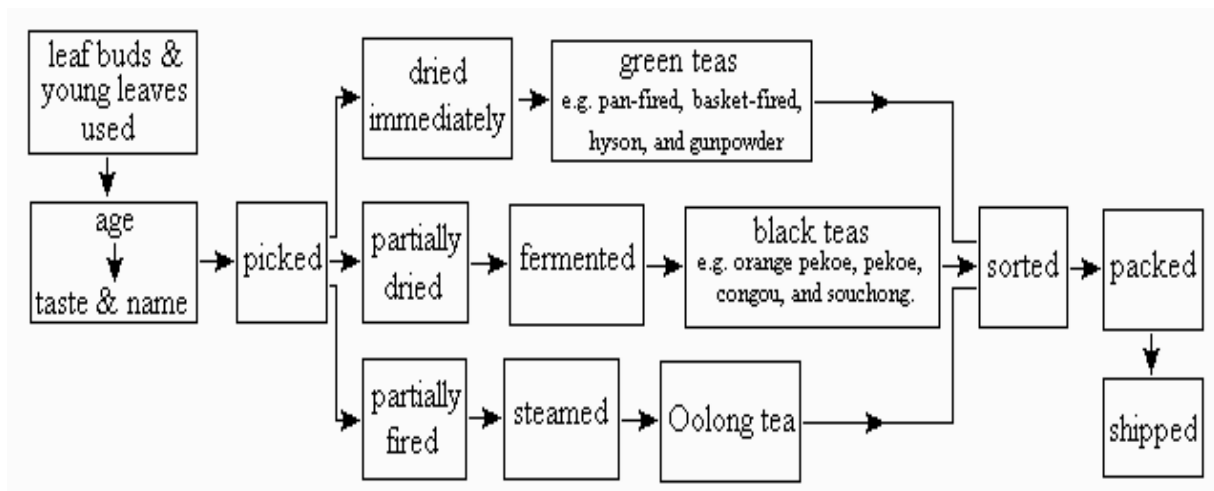 leaf buds &
young leaves
used
age
taste & name
picked
dried
immediately
green teas
e.g. pan-fired, basket-fired,
hyson, and gunpowder
partially
dried
fermented
black teas
e.g. orange pekoe, pekoe,
congou, and souchong.
partially
fired
steamed
Oolong tea
sorted
packed
shipped